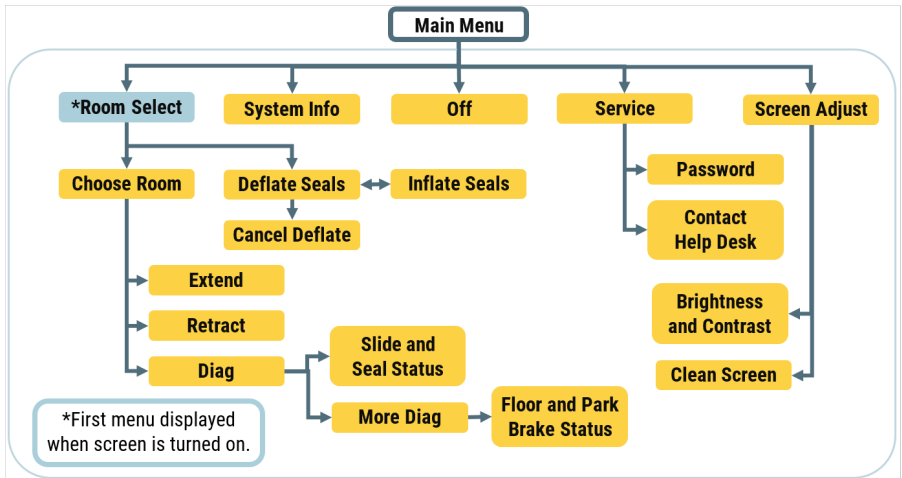 Main Menu
*Room Select
System Info
Off
Service
Screen Adjust
Choose Room
Deflate Seals
Inflate Seals
Password
Cancel Deflate
Contact
Help Desk
Extend
Retract
Diag
Brightness
and Contrast
Slide and
Seal Status
Clean Screen
More Diag
Floor and Park
Brake Status
*First menu displayed
when screen is turned on.